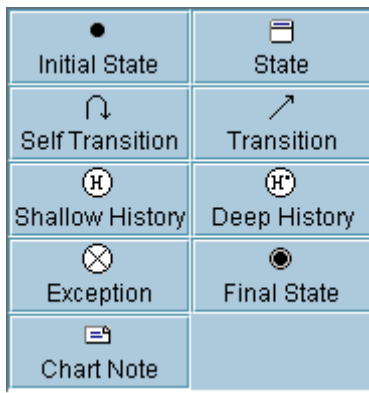 Initial State
State
Self Transition
Transition
H
Shallow History
H*
Deep History
Exception
Final State
Chart Note